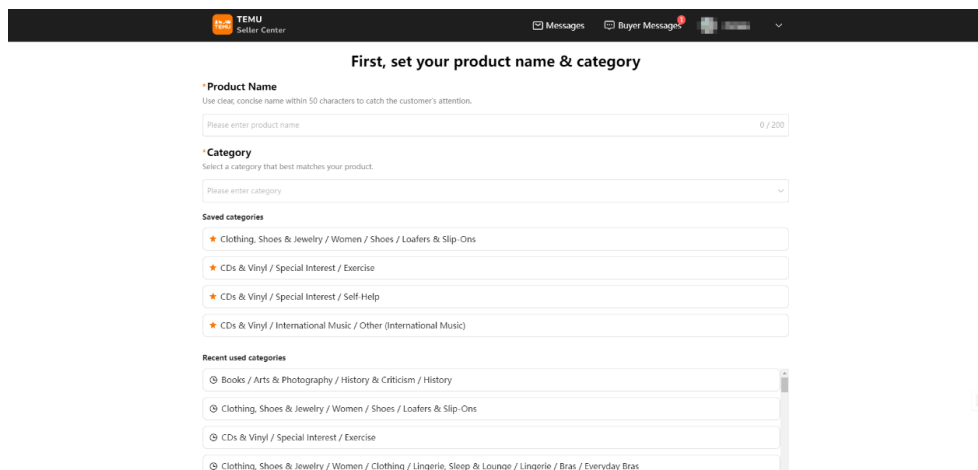 TEMU
TEMU
Seller Center
Messages
Buyer Messages
1
First, set your product name & category
*Product Name
Use clear, concise name within 50 characters to catch the customer's attention.
Please enter product name
0 / 200
*Category
Select a category that best matches your product.
Please enter category
Saved categories
Clothing, Shoes & Jewelry / Women / Shoes / Loafers & Slip-Ons
CDs & Vinyl / Special Interest / Exercise
CDs & Vinyl / Special Interest / Self-Help
CDs & Vinyl / International Music / Other (International Music)
Recent used categories
Books / Arts & Photography / History & Criticism / History
Clothing, Shoes & Jewelry / Women / Shoes / Loafers & Slip-Ons
CDs & Vinyl / Special Interest / Exercise
Clothing, Shoes & Jewelry / Women / Clothing / Lingerie, Sleep & Lounge / Lingerie / Bras / Everyday Bras